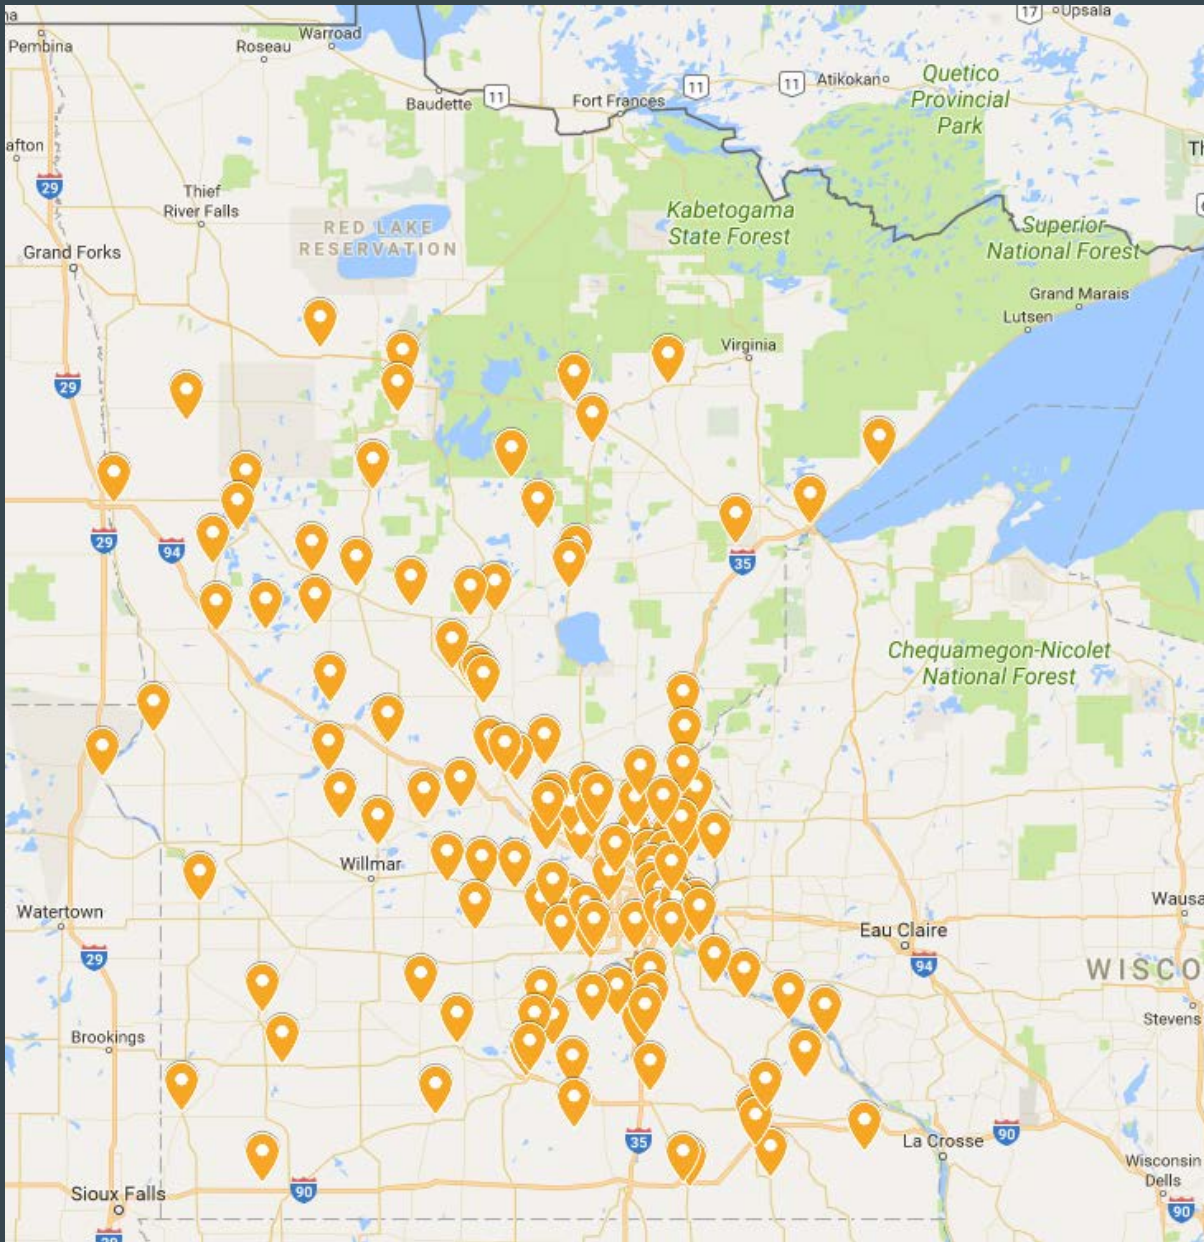 na
Pembina
Roseau
Warroad
Baudette
11
Fort Frances
11
11
Atikokan
17
Upsala
Quetico
Provincial
Park
afton
29
Thief
River Falls
RED LAKE
RESERVATION
Kabetogama
State Forest
Superior
National Forest
Th
Grand Forks
Grand Marais
Lutsen
Virginia
29
29
94
35
Chequamegon-Nicolet
National Forest
Willmar
Watertown
29
Eau Claire
94
Wausa
WISCO
Stevens
Brookings
35
La Crosse
90
Wisconsin
Dells
90
Sioux Falls
90